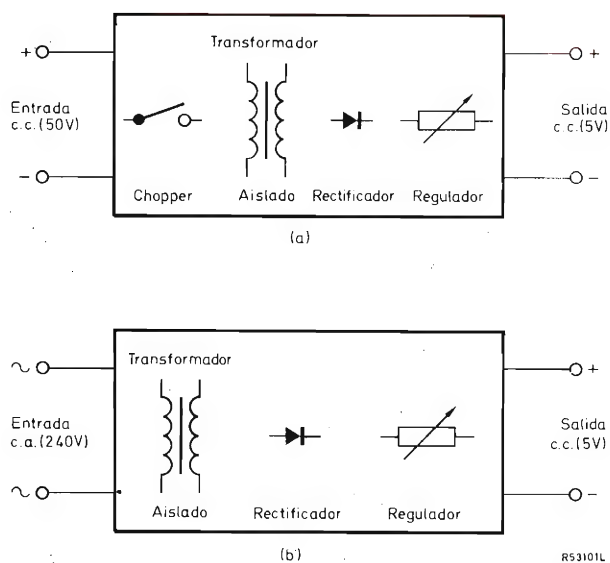 Transformador
+
+
Entrada
c.c.(50V)
Salida
c.c.(5V)
−
−
Chopper
Aislado
Rectificador
Regulador
(a)
Transformador
∿
+
Entrada
c.a.(240V)
Salida
c.c.(5V)
∿
−
Aislado
Rectificador
Regulador
(b)
R53101L